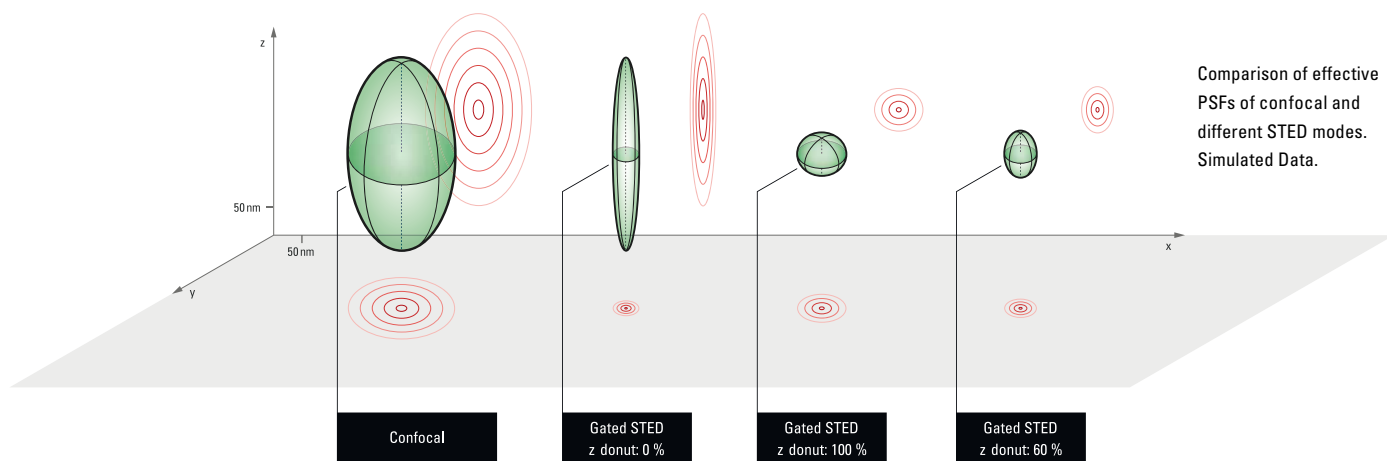 z
Comparison of effective
PSFs of confocal and
different STED modes.
Simulated Data.
50 nm
50 nm
x
y
Confocal
Gated STED
z donut: 0 %
Gated STED
z donut: 100 %
Gated STED
z donut: 60 %